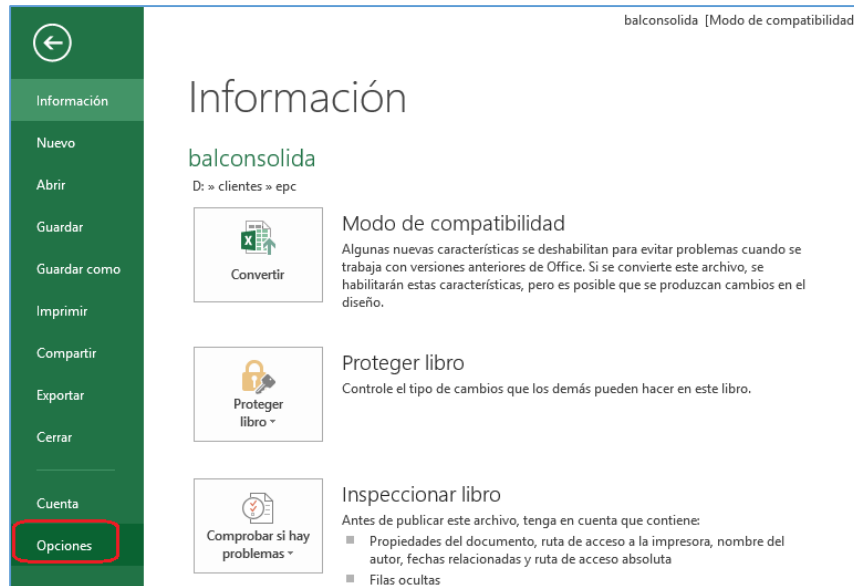 balconsolida [Modo de compatibilidad
Información
Nuevo
Abrir
Guardar
Guardar como
Imprimir
Compartir
Exportar
Cerrar
Cuenta
Opciones
Información
balconsolida
D: » clientes » epc
Convertir
Modo de compatibilidad
Algunas nuevas características se deshabilitan para evitar problemas cuando se
trabaja con versiones anteriores de Office. Si se convierte este archivo, se
habilitarán estas características, pero es posible que se produzcan cambios en el
diseño.
Proteger
libro
Proteger libro
Controle el tipo de cambios que los demás pueden hacer en este libro.
Comprobar si hay
problemas
Inspeccionar libro
Antes de publicar este archivo, tenga en cuenta que contiene:
Propiedades del documento, ruta de acceso a la impresora, nombre del
autor, fechas relacionadas y ruta de acceso absoluta
Filas ocultas